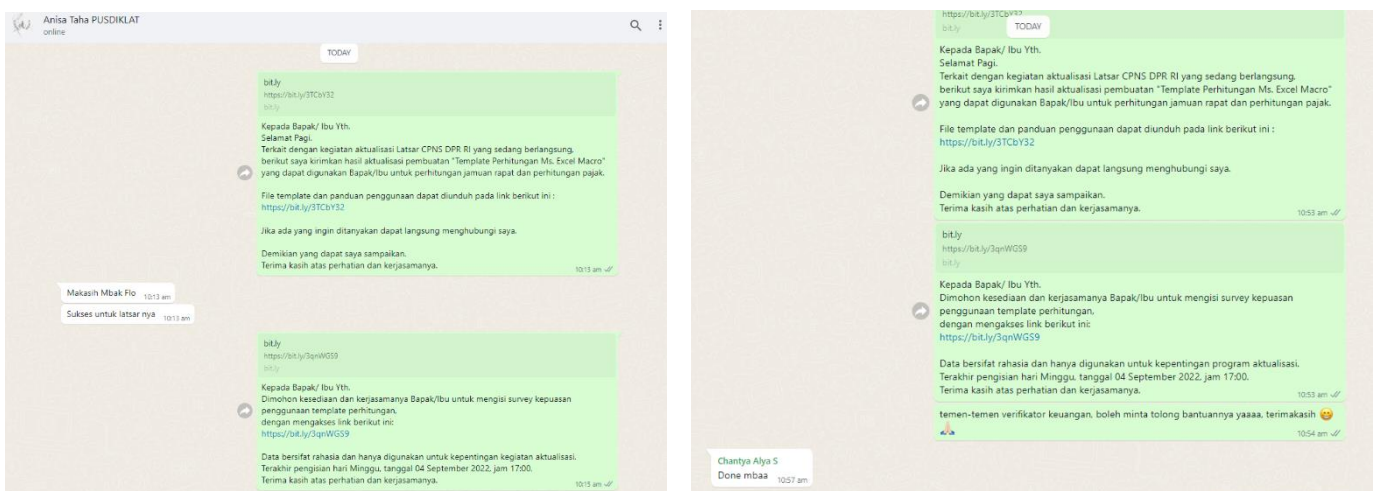 Anisa Taha PUSDIKLAT
online
TODAY
bit.ly
https://bit.ly/3TCbY32
bit.ly
Kepada Bapak/ Ibu Yth.
Selamat Pagi.
Terkait dengan kegiatan aktualisasi Latsar CPNS DPR RI yang sedang berlangsung,
berikut saya kirimkan hasil aktualisasi pembuatan "Template Perhitungan Ms. Excel Macro"
yang dapat digunakan Bapak/Ibu untuk perhitungan jamuan rapat dan perhitungan pajak.
File template dan panduan penggunaan dapat diunduh pada link berikut ini :
https://bit.ly/3TCbY32
Jika ada yang ingin ditanyakan dapat langsung menghubungi saya.
Demikian yang dapat saya sampaikan.
Terima kasih atas perhatian dan kerjasamanya.
10:13 am
Makasih Mbak Flo 10:13 am
Sukses untuk latsar nya 10:13 am
bit.ly
https://bit.ly/3qnWGS9
bit.ly
Kepada Bapak/ Ibu Yth.
Dimohon kesediaan dan kerjasamanya Bapak/Ibu untuk mengisi survey kepuasan
penggunaan template perhitungan,
dengan mengakses link berikut ini:
https://bit.ly/3qnWGS9
Data bersifat rahasia dan hanya digunakan untuk kepentingan kegiatan aktualisasi.
Terakhir pengisian hari Minggu, tanggal 04 September 2022, jam 17:00.
Terima kasih atas perhatian dan kerjasamanya.
10:15 am
https://bit.ly/3TCbY32
bit.ly
TODAY
Kepada Bapak/ Ibu Yth.
Selamat Pagi.
Terkait dengan kegiatan aktualisasi Latsar CPNS DPR RI yang sedang berlangsung,
berikut saya kirimkan hasil aktualisasi pembuatan "Template Perhitungan Ms. Excel Macro"
yang dapat digunakan Bapak/Ibu untuk perhitungan jamuan rapat dan perhitungan pajak.
File template dan panduan penggunaan dapat diunduh pada link berikut ini :
https://bit.ly/3TCbY32
Jika ada yang ingin ditanyakan dapat langsung menghubungi saya.
Demikian yang dapat saya sampaikan.
Terima kasih atas perhatian dan kerjasamanya.
10:53 am
bit.ly
https://bit.ly/3qnWGS9
bit.ly
Kepada Bapak/ Ibu Yth.
Dimohon kesediaan dan kerjasamanya Bapak/Ibu untuk mengisi survey kepuasan
penggunaan template perhitungan,
dengan mengakses link berikut ini:
https://bit.ly/3qnWGS9
Data bersifat rahasia dan hanya digunakan untuk kepentingan program aktualisasi.
Terakhir pengisian hari Minggu, tanggal 04 September 2022, jam 17:00.
Terima kasih atas perhatian dan kerjasamanya.
10:53 am
temen-temen verifikator keuangan, boleh minta tolong bantuannya yaaaa, terimakasih 😄
🙏🏻
10:54 am
Chantya Alya S
Done mbaa 10:57 am